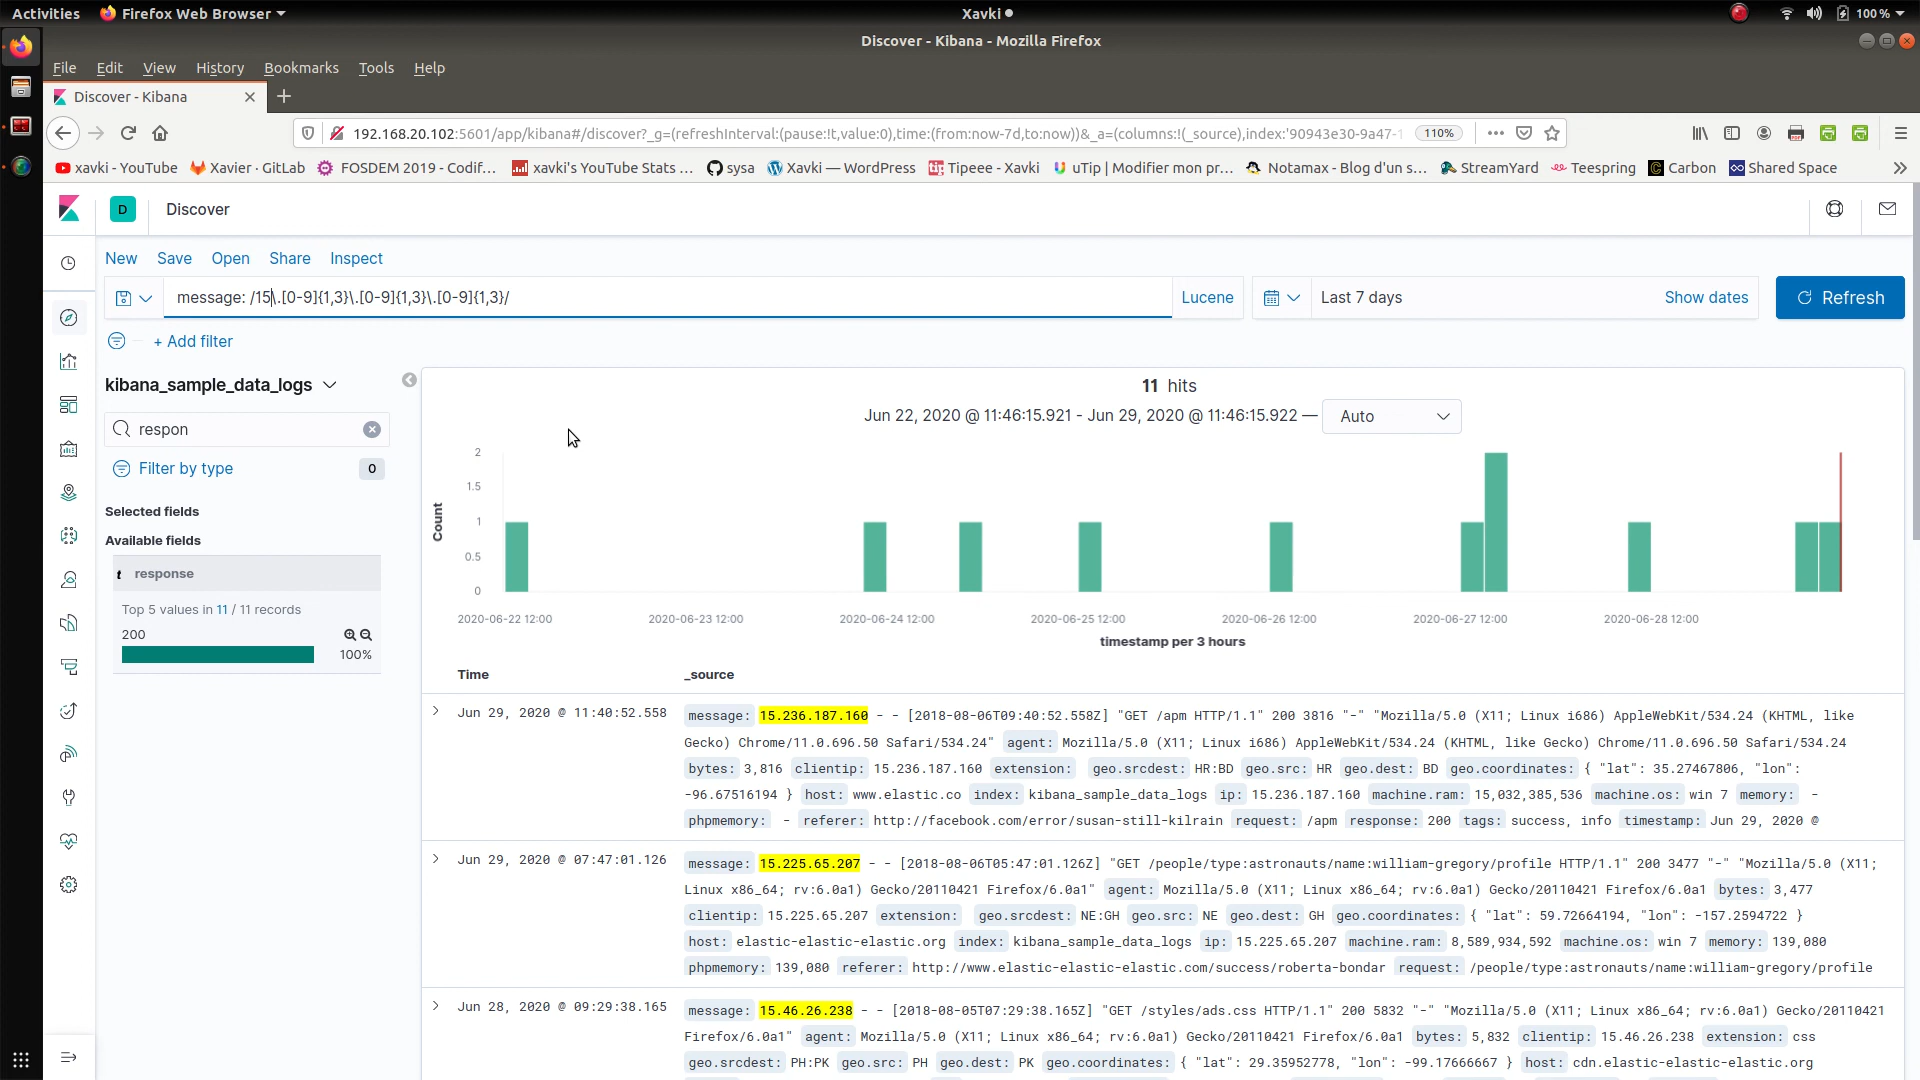 Activities Firefox Web Browser Xavki 100 %
Discover - Kibana - Mozilla Firefox
File Edit View History Bookmarks Tools Help
Discover - Kibana
192.168.20.102:5601/app/kibana#/discover?_g=(refreshInterval:(pause:!t,value:0),time:(from:now-7d,to:now))&_a=(columns:!(_source),index:'90943e30-9a47-1 110%
xavki - YouTube Xavier · GitLab FOSDEM 2019 - Codif... xavki's YouTube Stats ... sysa Xavki — WordPress Tipeee - Xavki uTip | Modifier mon pr... Notamax - Blog d'un s... StreamYard Teespring Carbon Shared Space
D Discover
New Save Open Share Inspect
message: /15\.[0-9]{1,3}\.[0-9]{1,3}\.[0-9]{1,3}/ Lucene Last 7 days Show dates Refresh
+ Add filter
kibana_sample_data_logs
respon
Filter by type 0
Selected fields
Available fields
t response
Top 5 values in 11 / 11 records
200
100%
11 hits
Jun 22, 2020 @ 11:46:15.921 - Jun 29, 2020 @ 11:46:15.922 — Auto
Count
2
1.5
1
0.5
0
2020-06-22 12:00 2020-06-23 12:00 2020-06-24 12:00 2020-06-25 12:00 2020-06-26 12:00 2020-06-27 12:00 2020-06-28 12:00
timestamp per 3 hours
Time _source
Jun 29, 2020 @ 11:40:52.558 message: 15.236.187.160 - - [2018-08-06T09:40:52.558Z] "GET /apm HTTP/1.1" 200 3816 "-" "Mozilla/5.0 (X11; Linux i686) AppleWebKit/534.24 (KHTML, like
Gecko) Chrome/11.0.696.50 Safari/534.24" agent: Mozilla/5.0 (X11; Linux i686) AppleWebKit/534.24 (KHTML, like Gecko) Chrome/11.0.696.50 Safari/534.24
bytes: 3,816 clientip: 15.236.187.160 extension: geo.srcdest: HR:BD geo.src: HR geo.dest: BD geo.coordinates: { "lat": 35.27467806, "lon":
-96.67516194 } host: www.elastic.co index: kibana_sample_data_logs ip: 15.236.187.160 machine.ram: 15,032,385,536 machine.os: win 7 memory: -
phpmemory: - referer: http://facebook.com/error/susan-still-kilrain request: /apm response: 200 tags: success, info timestamp: Jun 29, 2020 @
Jun 29, 2020 @ 07:47:01.126 message: 15.225.65.207 - - [2018-08-06T05:47:01.126Z] "GET /people/type:astronauts/name:william-gregory/profile HTTP/1.1" 200 3477 "-" "Mozilla/5.0 (X11;
Linux x86_64; rv:6.0a1) Gecko/20110421 Firefox/6.0a1" agent: Mozilla/5.0 (X11; Linux x86_64; rv:6.0a1) Gecko/20110421 Firefox/6.0a1 bytes: 3,477
clientip: 15.225.65.207 extension: geo.srcdest: NE:GH geo.src: NE geo.dest: GH geo.coordinates: { "lat": 59.72664194, "lon": -157.2594722 }
host: elastic-elastic-elastic.org index: kibana_sample_data_logs ip: 15.225.65.207 machine.ram: 8,589,934,592 machine.os: win 7 memory: 139,080
phpmemory: 139,080 referer: http://www.elastic-elastic-elastic.com/success/roberta-bondar request: /people/type:astronauts/name:william-gregory/profile
Jun 28, 2020 @ 09:29:38.165 message: 15.46.26.238 - - [2018-08-05T07:29:38.165Z] "GET /styles/ads.css HTTP/1.1" 200 5832 "-" "Mozilla/5.0 (X11; Linux x86_64; rv:6.0a1) Gecko/20110421
Firefox/6.0a1" agent: Mozilla/5.0 (X11; Linux x86_64; rv:6.0a1) Gecko/20110421 Firefox/6.0a1 bytes: 5,832 clientip: 15.46.26.238 extension: css
geo.srcdest: PH:PK geo.src: PH geo.dest: PK geo.coordinates: { "lat": 29.35952778, "lon": -99.17666667 } host: cdn.elastic-elastic-elastic.org